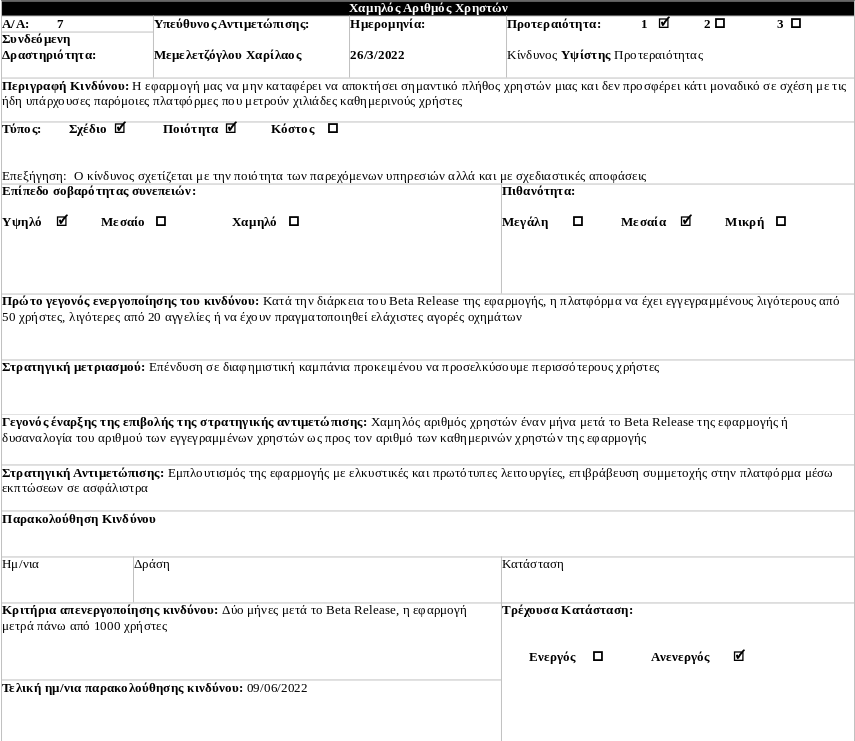 Χαμηλός Αριθμός Χρηστών
Α/Α: 7
Υπεύθυνος Αντιμετώπισης:
Ημερομηνία:
Προτεραιότητα: 1 2 3
Συνδεόμενη
Δραστηριότητα:
Μεμελετζόγλου Χαρίλαος
26/3/2022
Κίνδυνος Υψίστης Προτεραιότητας
Περιγραφή Κινδύνου: Η εφαρμογή μας να μην καταφέρει να αποκτήσει σημαντικό πλήθος χρηστών μιας και δεν προσφέρει κάτι μοναδικό σε σχέση με τις
ήδη υπάρχουσες παρόμοιες πλατφόρμες που μετρούν χιλιάδες καθημερινούς χρήστες
Τύπος: Σχέδιο Ποιότητα Κόστος
Επεξήγηση: Ο κίνδυνος σχετίζεται με την ποιότητα των παρεχόμενων υπηρεσιών αλλά και με σχεδιαστικές αποφάσεις
Επίπεδο σοβαρότητας συνεπειών:
Υψηλό Μεσαίο Χαμηλό
Πιθανότητα:
Μεγάλη Μεσαία Μικρή
Πρώτο γεγονός ενεργοποίησης του κινδύνου: Κατά την διάρκεια του Beta Release της εφαρμογής, η πλατφόρμα να έχει εγγεγραμμένους λιγότερους από
50 χρήστες, λιγότερες από 20 αγγελίες ή να έχουν πραγματοποιηθεί ελάχιστες αγορές οχημάτων
Στρατηγική μετριασμού: Επένδυση σε διαφημιστική καμπάνια προκειμένου να προσελκύσουμε περισσότερους χρήστες
Γεγονός έναρξης της επιβολής της στρατηγικής αντιμετώπισης: Χαμηλός αριθμός χρηστών έναν μήνα μετά το Beta Release της εφαρμογής ή
δυσαναλογία του αριθμού των εγγεγραμμένων χρηστών ως προς τον αριθμό των καθημερινών χρηστών της εφαρμογής
Στρατηγική Αντιμετώπισης: Εμπλουτισμός της εφαρμογής με ελκυστικές και πρωτότυπες λειτουργίες, επιβράβευση συμμετοχής στην πλατφόρμα μέσω
εκπτώσεων σε ασφάλιστρα
Παρακολούθηση Κινδύνου
Ημ/νια Δράση Κατάσταση
Κριτήρια απενεργοποίησης κινδύνου: Δύο μήνες μετά το Beta Release, η εφαρμογή
μετρά πάνω από 1000 χρήστες
Τρέχουσα Κατάσταση:
Ενεργός Ανενεργός
Τελική ημ/νια παρακολούθησης κινδύνου: 09/06/2022